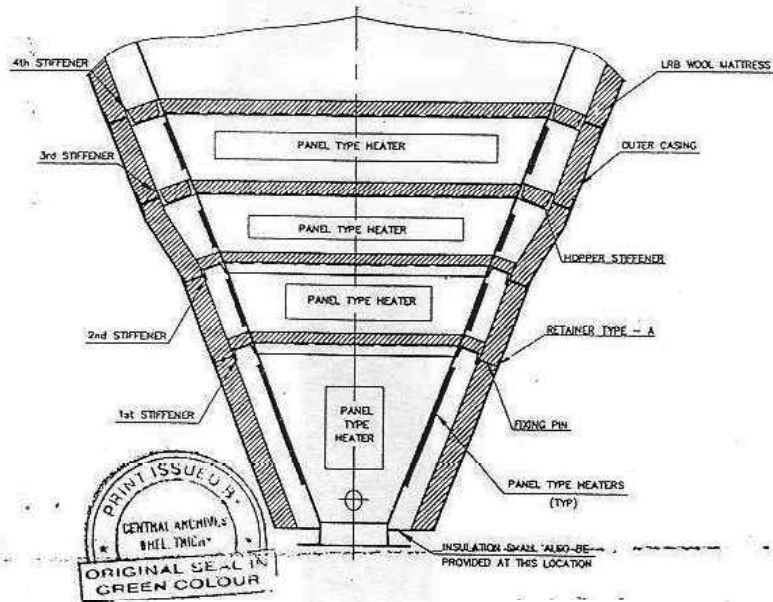 4th STIFFENER
LRB WOOL MATTRESS
PANEL TYPE HEATER
OUTER CASING
3rd STIFFENER
PANEL TYPE HEATER
HOPPER STIFFENER
PANEL TYPE HEATER
2nd STIFFENER
RETAINER TYPE - A
1st STIFFENER
PANEL
TYPE
HEATER
FIXING PIN
PANEL TYPE HEATERS
(TYP)
PRINT ISSUED BY
CENTRAL ARCHIVES
BHEL, TRICHY
ORIGINAL SEAL IN
GREEN COLOUR
INSULATION SHALL ALSO BE
PROVIDED AT THIS LOCATION